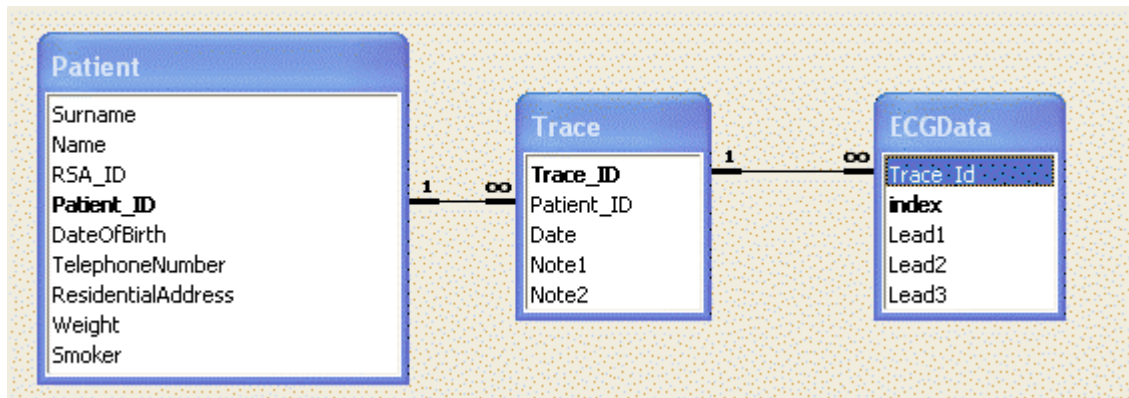 Patient
Surname
Name
RSA_ID
Patient_ID
DateOfBirth
TelephoneNumber
ResidentialAddress
Weight
Smoker
1 ∞
Trace
Trace_ID
Patient_ID
Date
Note1
Note2
1 ∞
ECGData
Trace_Id
index
Lead1
Lead2
Lead3